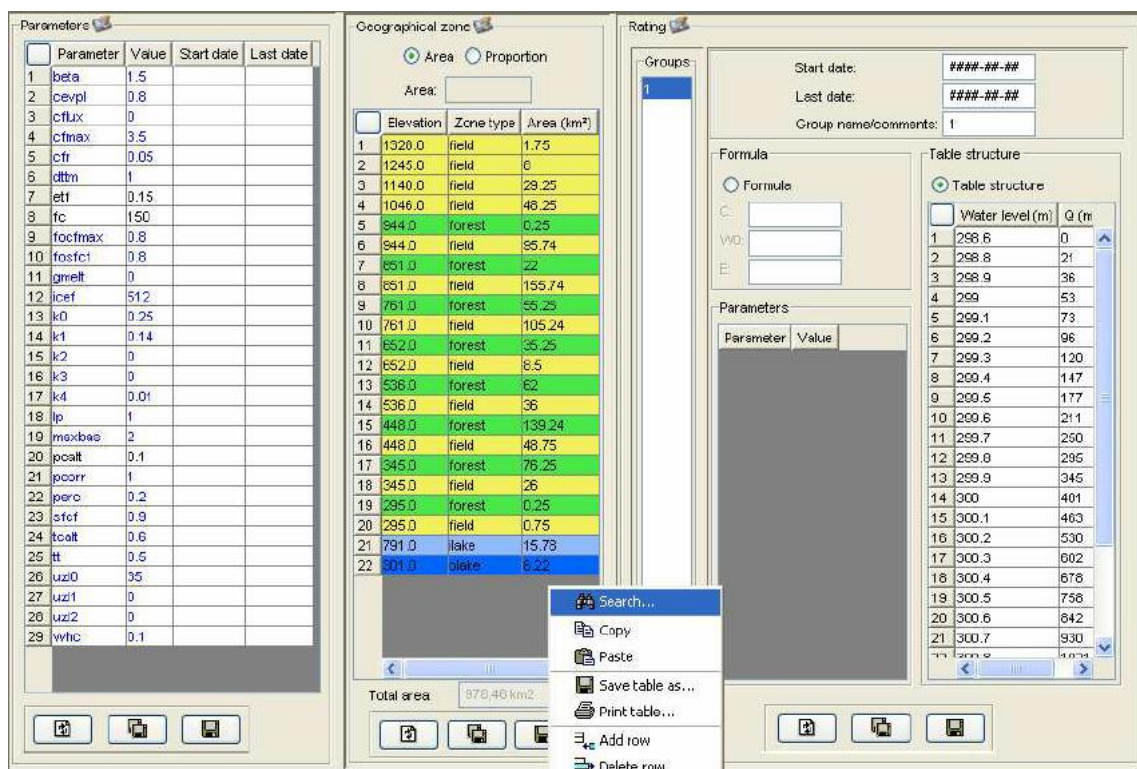 Parameters
Parameter Value Start date Last date
1 beta 1.5
2 cevpl 0.8
3 cflux 0
4 cfmax 3.5
5 cfr 0.05
6 dttm 1
7 etf 0.15
8 fc 150
9 focfmax 0.8
10 fosfcf 0.8
11 gmelt 0
12 icef 512
13 k0 0.25
14 k1 0.14
15 k2 0
16 k3 0
17 k4 0.01
18 lp 1
19 maxbas 2
20 pcalt 0.1
21 pcorr 1
22 perc 0.2
23 sfcf 0.9
24 tcalt 0.6
25 tt 0.5
26 uzl0 35
27 uzl1 0
28 uzl2 0
29 whc 0.1
Geographical zone
Area Proportion
Area:
Elevation Zone type Area (km²)
1 1328.0 field 1.75
2 1245.0 field 8
3 1140.0 field 29.25
4 1046.0 field 48.25
5 944.0 forest 0.25
6 944.0 field 95.74
7 851.0 forest 22
8 851.0 field 155.74
9 761.0 forest 55.25
10 761.0 field 105.24
11 652.0 forest 35.25
12 652.0 field 8.5
13 536.0 forest 62
14 536.0 field 36
15 448.0 forest 139.24
16 448.0 field 48.75
17 345.0 forest 76.25
18 345.0 field 26
19 295.0 forest 0.25
20 295.0 field 0.75
21 791.0 ilake 15.78
22 301.0 olake 8.22
Total area 978,46 km2
Search...
Copy
Paste
Save table as...
Print table...
Add row
Delete row
Rating
Groups
1
Start date: ####-##-##
Last date: ####-##-##
Group name/comments: 1
Formula
Formula
C:
W0:
E:
Parameters
Parameter Value
Table structure
Table structure
Water level (m) Q (m
1 298.6 0
2 298.8 21
3 298.9 36
4 299 53
5 299.1 73
6 299.2 96
7 299.3 120
8 299.4 147
9 299.5 177
10 299.6 211
11 299.7 250
12 299.8 295
13 299.9 345
14 300 401
15 300.1 463
16 300.2 530
17 300.3 602
18 300.4 678
19 300.5 758
20 300.6 842
21 300.7 930